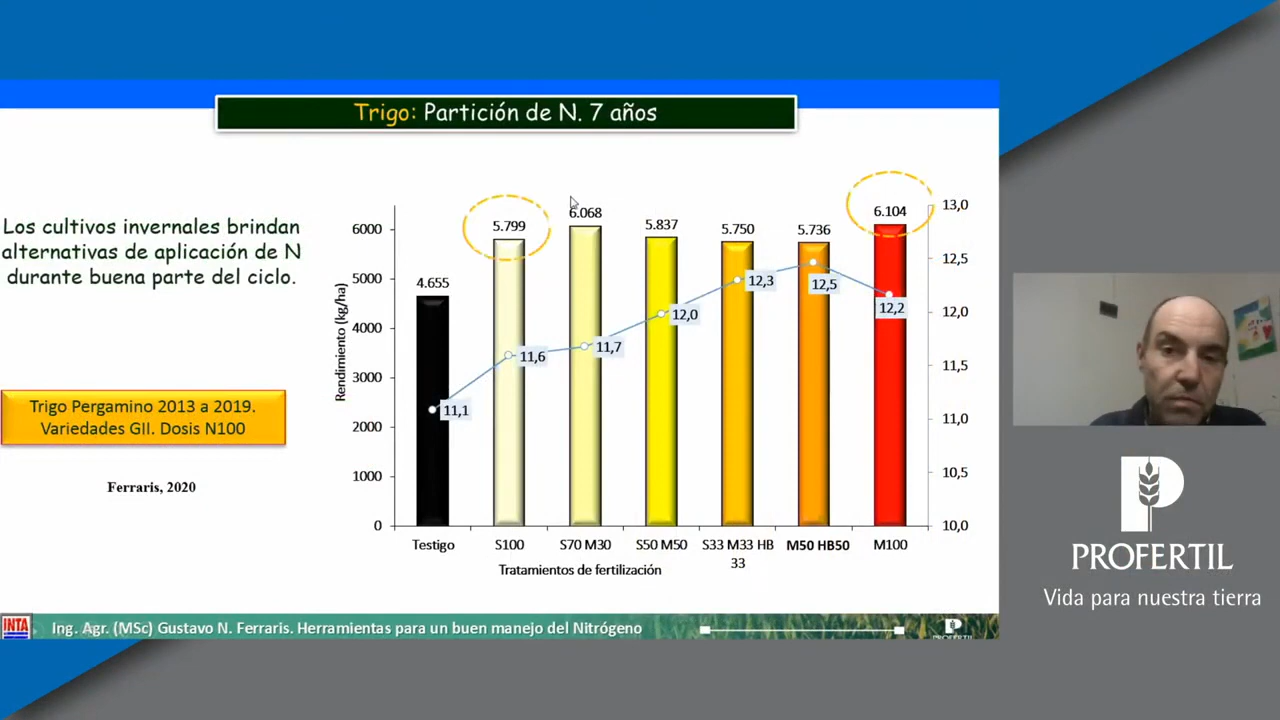 Trigo: Partición de N. 7 años
Los cultivos invernales brindan
alternativas de aplicación de N
durante buena parte del ciclo.
Trigo Pergamino 2013 a 2019.
Variedades GII. Dosis N100
Ferraris, 2020
Rendimiento (kg/ha)
6000
5000
4000
3000
2000
1000
0
4.655
5.799
6.068
5.837
5.750
5.736
6.104
11,1
11,6
11,7
12,0
12,3
12,5
12,2
13,0
12,5
12,0
11,5
11,0
10,5
10,0
Testigo
S100
S70 M30
S50 M50
S33 M33 HB
33
M50 HB50
M100
Tratamientos de fertilización
INTA
Ing. Agr. (MSc) Gustavo N. Ferraris. Herramientas para un buen manejo del Nitrógeno
PROFERTIL
PROFERTIL
Vida para nuestra tierra